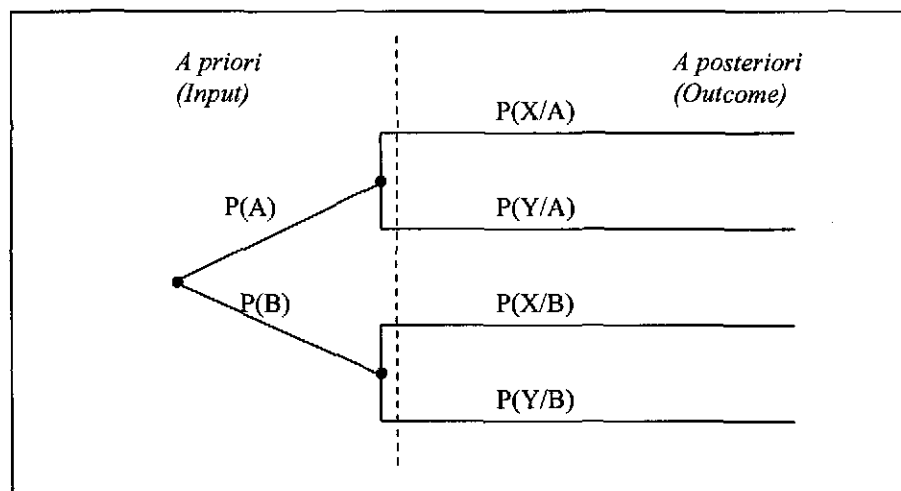 A priori
(Input)
A posteriori
(Outcome)
P(X/A)
P(A)
P(Y/A)
P(B)
P(X/B)
P(Y/B)